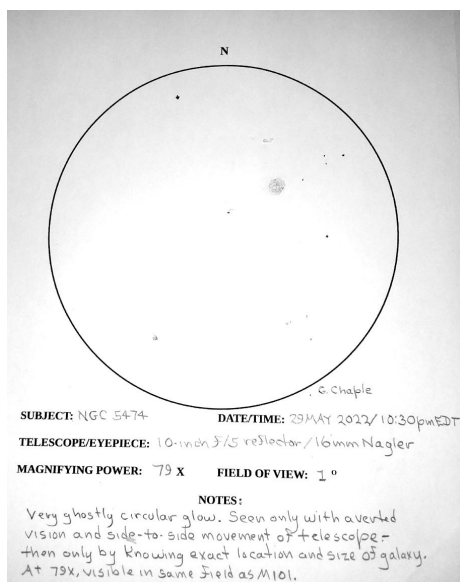 N
G. Chaple
SUBJECT: NGC 5474 DATE/TIME: 29 MAY 2022/10:30pm EDT
TELESCOPE/EYEPIECE: 10-inch f/5 reflector/16mm Nagler
MAGNIFYING POWER: 79 X FIELD OF VIEW: 1 °
NOTES:
Very ghostly circular glow. Seen only with averted
vision and side-to-side movement of telescope-
then only by knowing exact location and size of galaxy.
At 79x, visible in same field as M101.